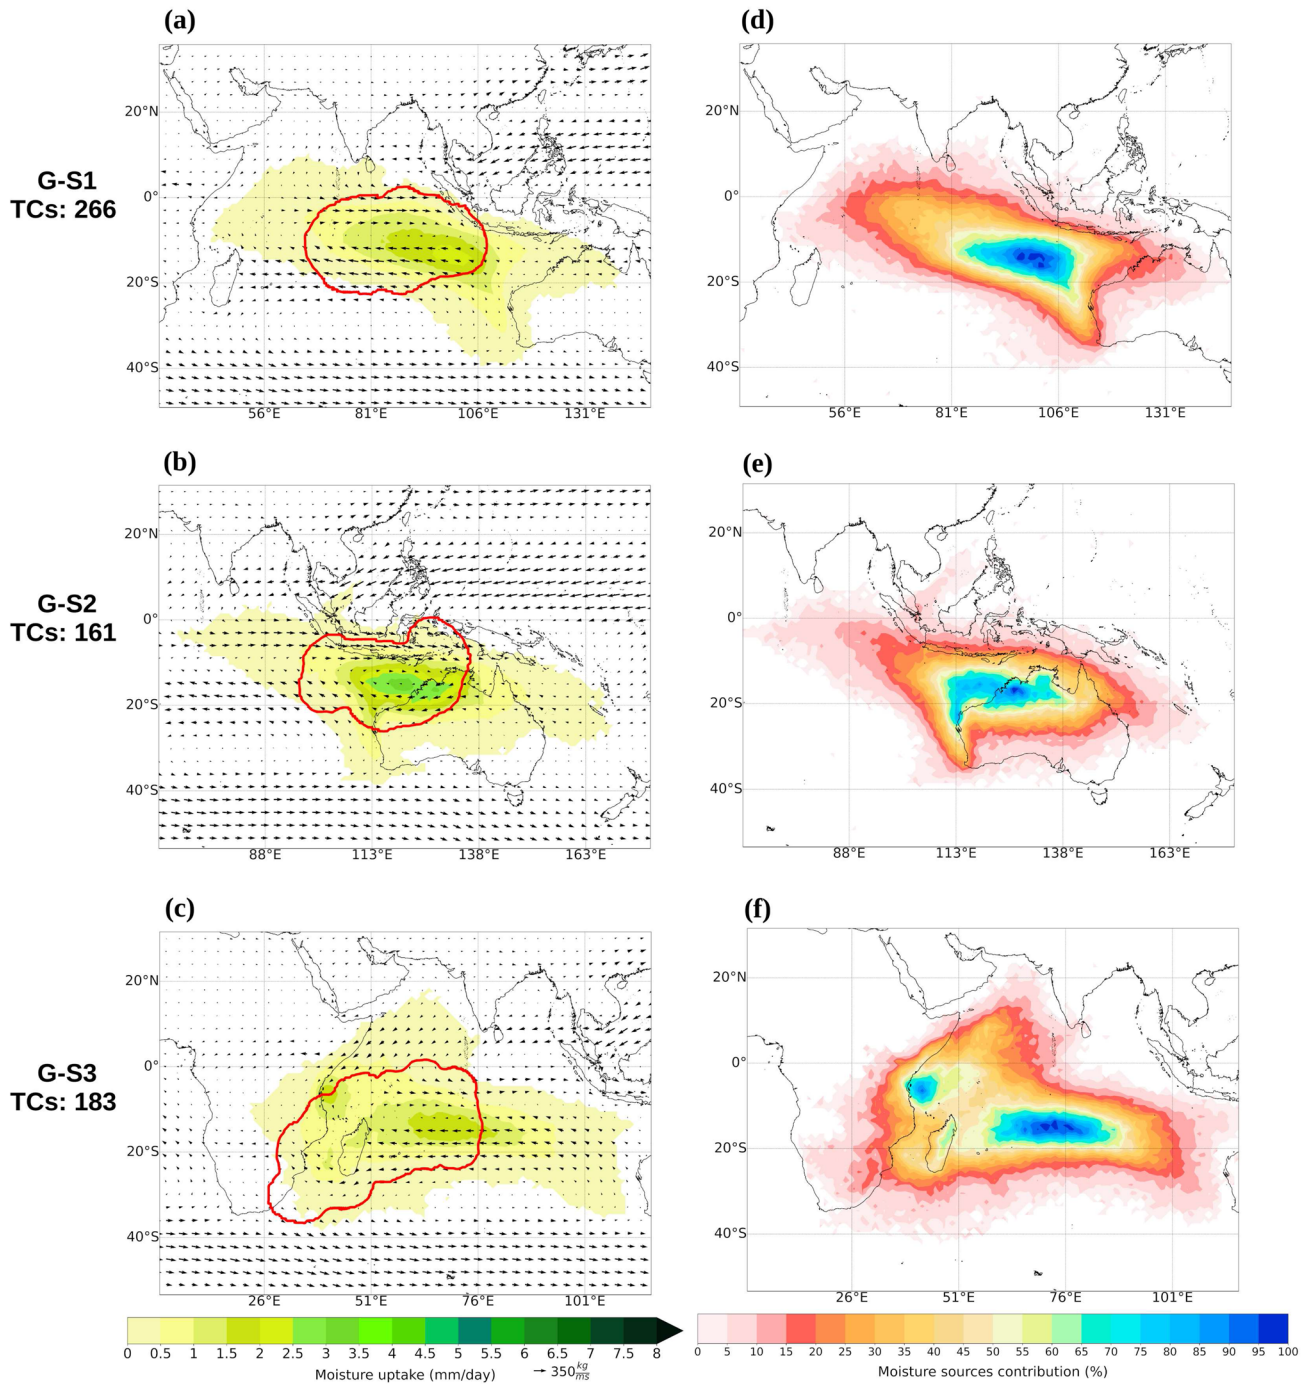 (a)
(d)
G-S1
TCs: 266
20°N
0°
20°S
40°S
56°E
81°E
106°E
131°E
20°N
0°
20°S
40°S
56°E
81°E
106°E
131°E
(b)
(e)
G-S2
TCs: 161
20°N
0°
20°S
40°S
88°E
113°E
138°E
163°E
20°N
0°
20°S
40°S
88°E
113°E
138°E
163°E
(c)
(f)
G-S3
TCs: 183
20°N
0°
20°S
40°S
26°E
51°E
76°E
101°E
20°N
0°
20°S
40°S
26°E
51°E
76°E
101°E
0 0.5 1 1.5 2 2.5 3 3.5 4 4.5 5 5.5 6 6.5 7 7.5 8
Moisture uptake (mm/day)
350 kg/ms
0 5 10 15 20 25 30 35 40 45 50 55 60 65 70 75 80 85 90 95 100
Moisture sources contribution (%)